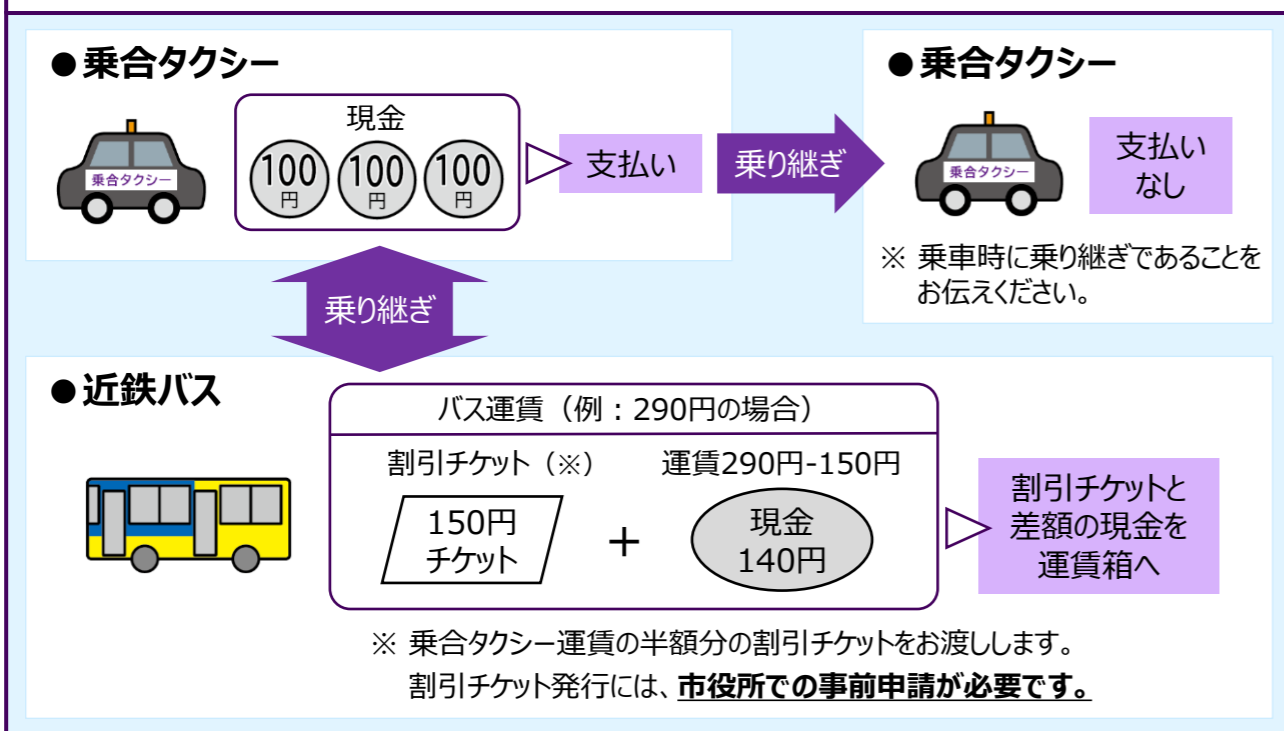 ●乗合タクシー
乗合タクシー
現金
100
円
100
円
100
円
支払い
乗り継ぎ
●乗合タクシー
乗合タクシー
支払い
なし
※ 乗車時に乗り継ぎであることを
お伝えください。
乗り継ぎ
●近鉄バス
バス運賃（例：290円の場合）
割引チケット（※）
運賃290円-150円
150円
チケット
+
現金
140円
割引チケットと
差額の現金を
運賃箱へ
※ 乗合タクシー運賃の半額分の割引チケットをお渡しします。
割引チケット発行には、市役所での事前申請が必要です。